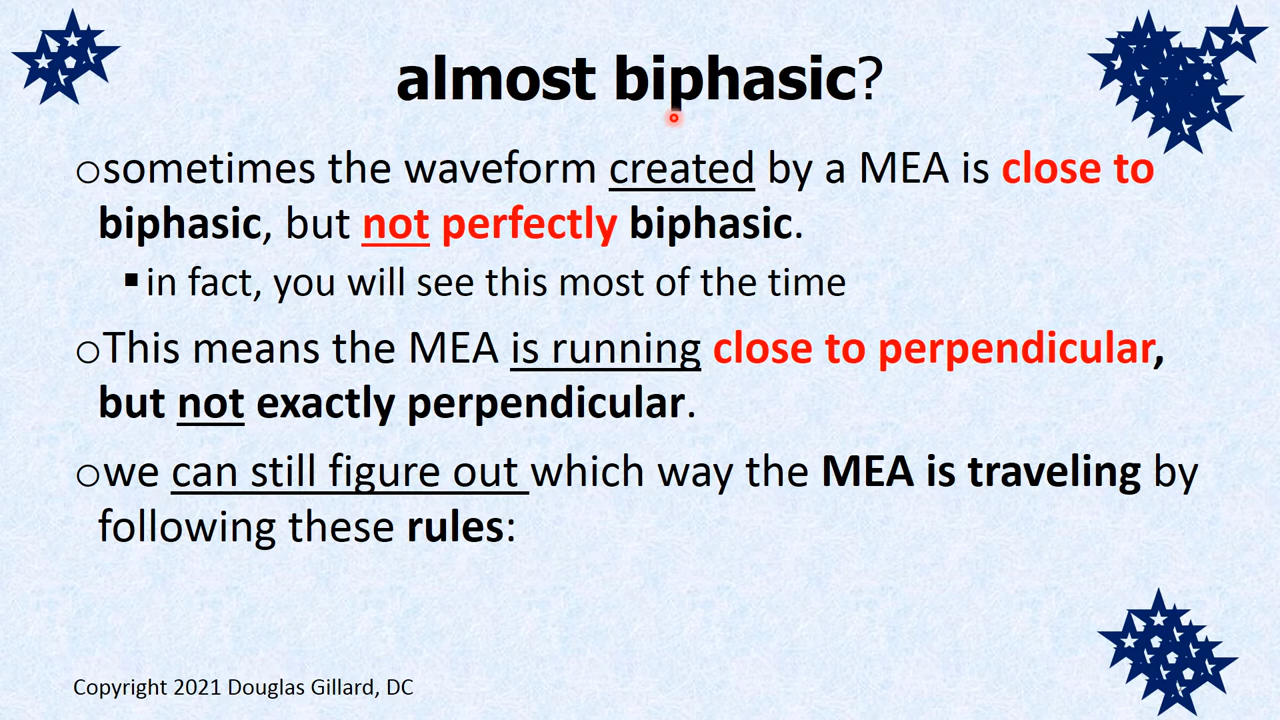 almost biphasic?
○sometimes the waveform created by a MEA is close to
biphasic, but not perfectly biphasic.
▪in fact, you will see this most of the time
○This means the MEA is running close to perpendicular,
but not exactly perpendicular.
○we can still figure out which way the MEA is traveling by
following these rules:
Copyright 2021 Douglas Gillard, DC